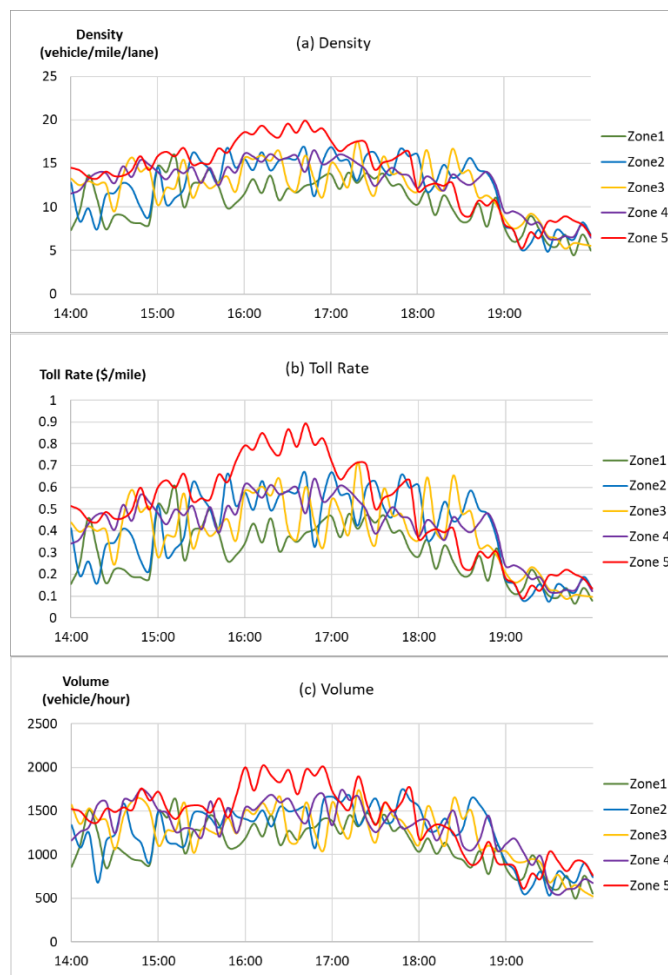 Density
(vehicle/mile/lane)
(a) Density
25
20
15
10
5
0
14:00 15:00 16:00 17:00 18:00 19:00
Zone1
Zone2
Zone3
Zone 4
Zone 5
Toll Rate ($/mile)
(b) Toll Rate
1
0.9
0.8
0.7
0.6
0.5
0.4
0.3
0.2
0.1
0
14:00 15:00 16:00 17:00 18:00 19:00
Zone1
Zone2
Zone3
Zone 4
Zone 5
Volume
(vehicle/hour)
(c) Volume
2500
2000
1500
1000
500
0
14:00 15:00 16:00 17:00 18:00 19:00
Zone1
Zone2
Zone3
Zone 4
Zone 5